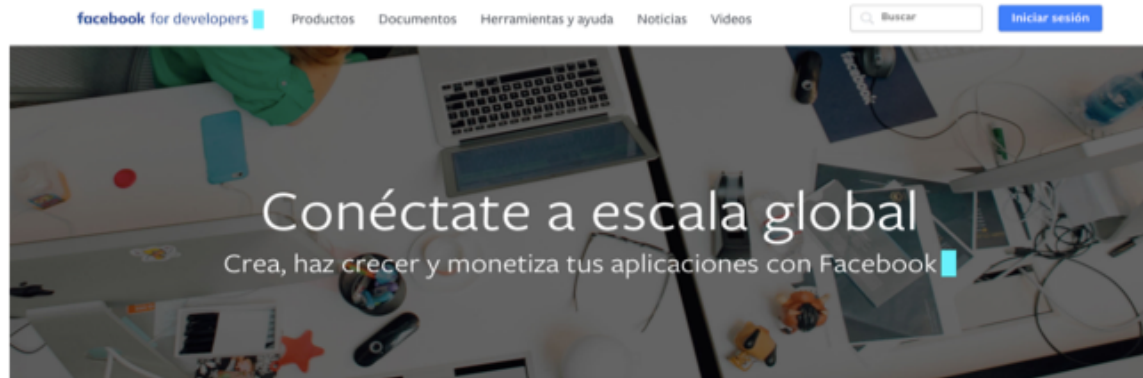 facebook for developers Productos Documentos Herramientas y ayuda Noticias Videos Buscar Iniciar sesión
facebook
Conéctate a escala global
Crea, haz crecer y monetiza tus aplicaciones con Facebook